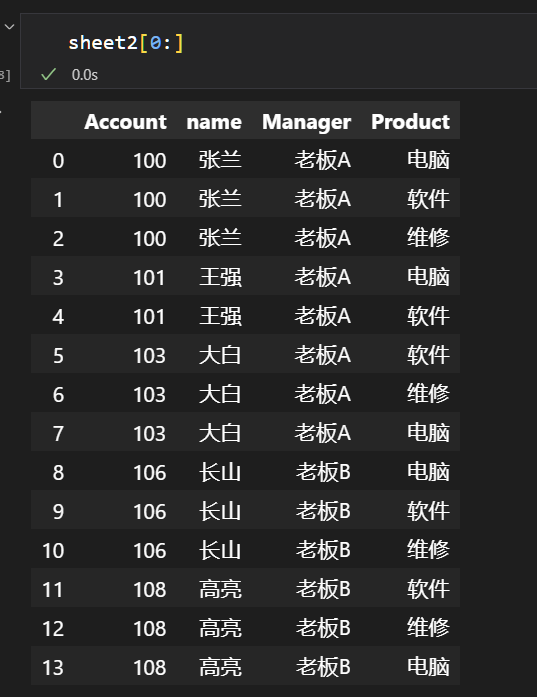 sheet2[0:]
8]
0.0s
Account name Manager Product
0 100 张兰 老板A 电脑
1 100 张兰 老板A 软件
2 100 张兰 老板A 维修
3 101 王强 老板A 电脑
4 101 王强 老板A 软件
5 103 大白 老板A 软件
6 103 大白 老板A 维修
7 103 大白 老板A 电脑
8 106 长山 老板B 电脑
9 106 长山 老板B 软件
10 106 长山 老板B 维修
11 108 高亮 老板B 软件
12 108 高亮 老板B 维修
13 108 高亮 老板B 电脑